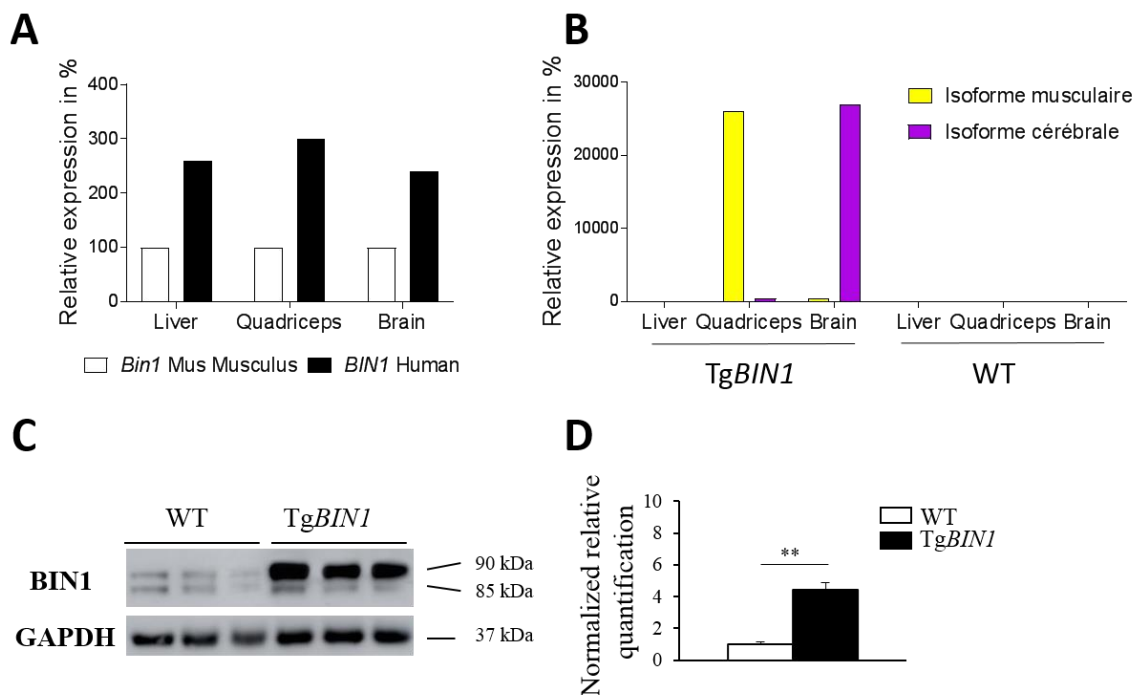 A
Relative expression in %
400
300
200
100
0
Liver Quadriceps Brain
Bin1 Mus Musculus BIN1 Human
B
Relative expression in %
30000
20000
10000
0
Isoforme musculaire
Isoforme cérébrale
Liver Quadriceps Brain Liver Quadriceps Brain
TgBIN1 WT
C
WT TgBIN1
BIN1
90 kDa
85 kDa
GAPDH
37 kDa
D
Normalized relative
quantification
10
8
6
4
2
0
**
WT
TgBIN1